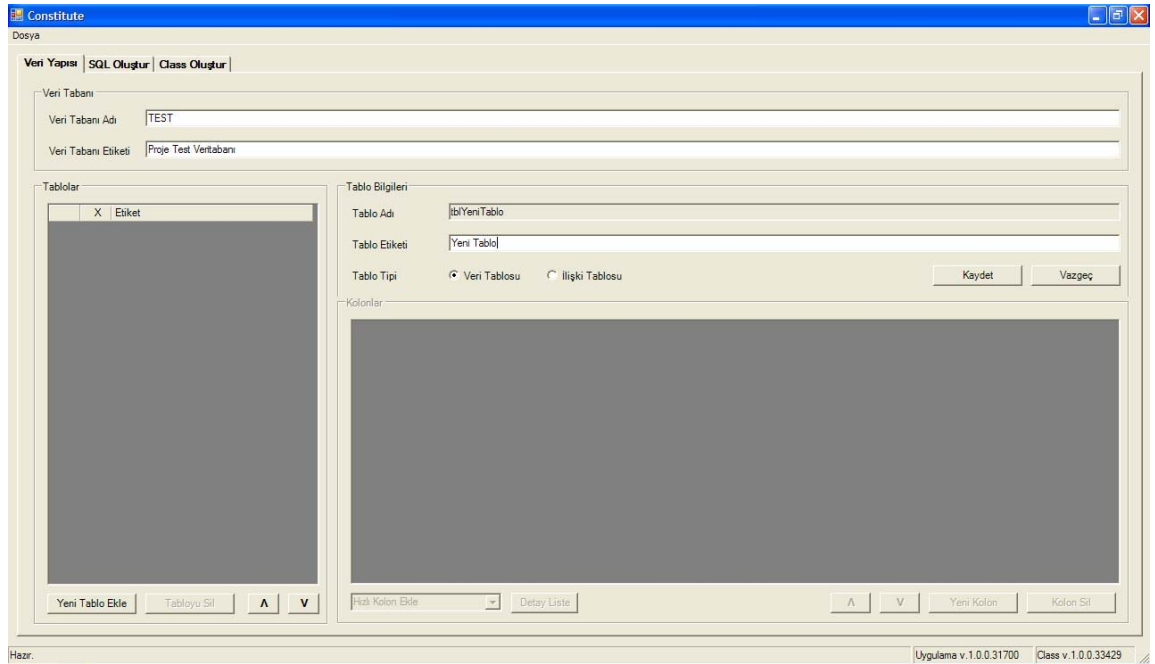 Constitute
Dosya
Veri Yapısı SQL Oluştur Class Oluştur
Veri Tabanı
Veri Tabanı Adı TEST
Veri Tabanı Etiketi Proje Test Veritabanı
Tablolar
X Etiket
Tablo Bilgileri
Tablo Adı tblYeniTablo
Tablo Etiketi Yeni Tablo
Tablo Tipi Veri Tablosu İlişki Tablosu Kaydet Vazgeç
Kolonlar
Yeni Tablo Ekle Tabloyu Sil Λ V
Hızlı Kolon Ekle Detay Liste Λ V Yeni Kolon Kolon Sil
Hazır. Uygulama v.1.0.0.31700 Class v.1.0.0.33429